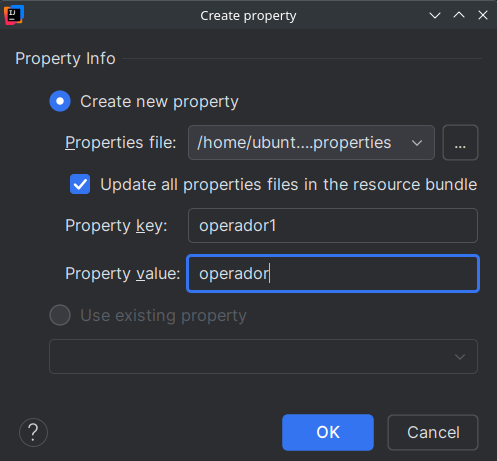 Create property
Property Info
Create new property
Properties file: /home/ubunt....properties ...
Update all properties files in the resource bundle
Property key: operador1
Property value: operador
Use existing property
? OK Cancel